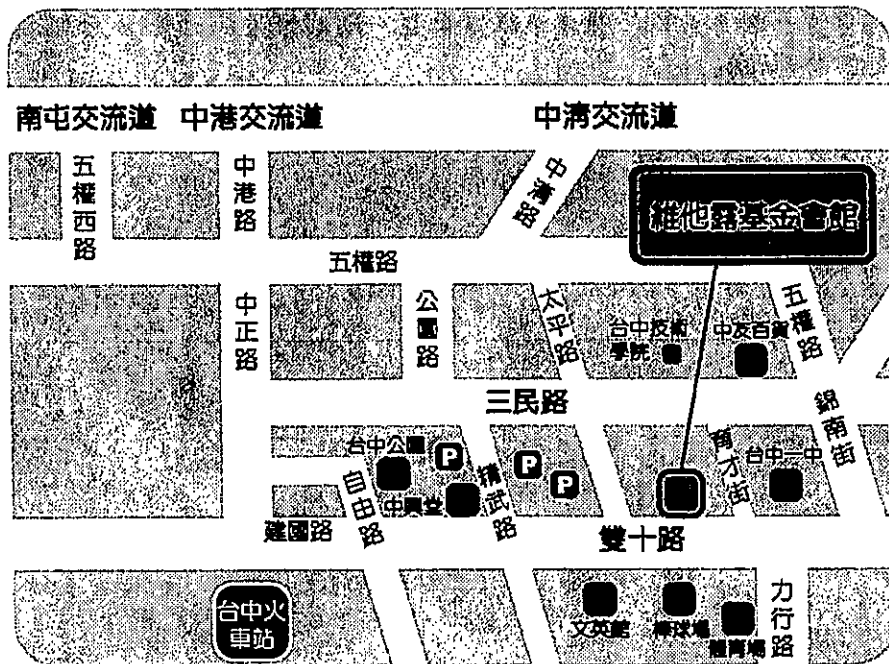 南屯交流道 中港交流道 中清交流道
五權西路
中港路
中清路
維他露基金會館
五權路
中正路
公園路
太平路
台中技術
學院
中友百貨
五權路
三民路
錦南街
台中公園
P
P
P
自由路
中興堂
精武路
育才街
台中一中
建國路
雙十路
台中火
車站
文英館
棒球場
體育場
力行路